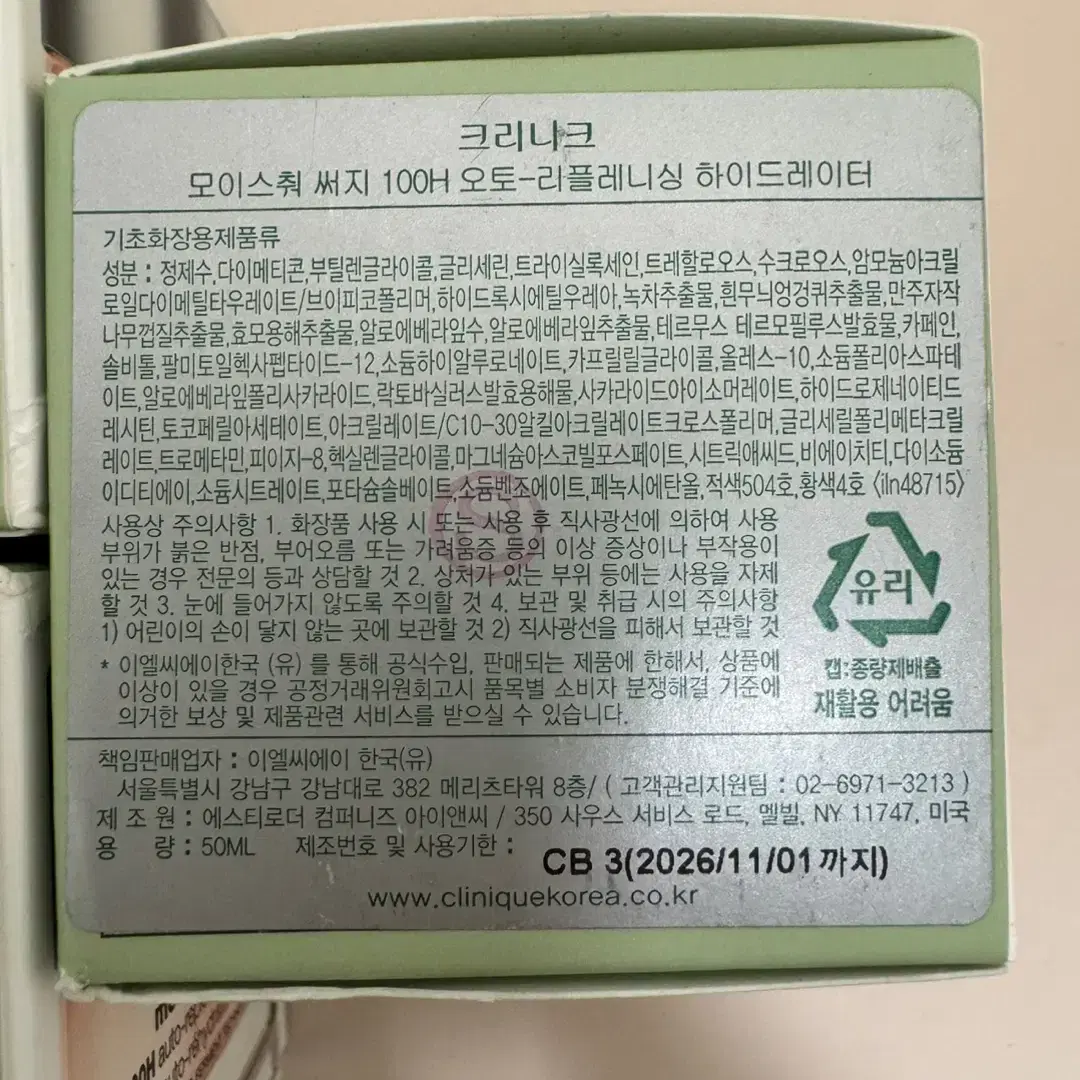 크리니크
모이스춰 써지 100H 오토-리플레니싱 하이드레이터
기초화장용제품류
성분 : 정제수,다이메티콘,부틸렌글라이콜,글리세린,트라이실록세인,트레할로오스,수크로오스,암모늄아크릴
로일다이메틸타우레이트/브이피코폴리머,하이드록시에틸우레아,녹차추출물,흰무늬엉겅퀴추출물,만주자작
나무껍질추출물,효모용해추출물,알로에베라잎수,알로에베라잎추출물,테르무스 테르모필루스발효물,카페인,
솔비톨,팔미토일헥사펩타이드-12,소듐하이알루로네이트,카프릴릴글라이콜,올레스-10,소듐폴리아스파테
이트,알로에베라잎폴리사카라이드,락토바실러스발효용해물,사카라이드아이소머레이트,하이드로제네이티드
레시틴,토코페릴아세테이트,아크릴레이트/C10-30알킬아크릴레이트크로스폴리머,글리세릴폴리메타크릴
레이트,트로메타민,피이지-8,헥실렌글라이콜,마그네슘아스코빌포스페이트,시트릭애씨드,비에이치티,다이소듐
이디티에이,소듐시트레이트,포타슘솔베이트,소듐벤조에이트,페녹시에탄올,적색504호,황색4호 〈iln48715〉
사용상 주의사항 1. 화장품 사용 시 또는 사용 후 직사광선에 의하여 사용
부위가 붉은 반점, 부어오름 또는 가려움증 등의 이상 증상이나 부작용이
있는 경우 전문의 등과 상담할 것 2. 상처가 있는 부위 등에는 사용을 자제
할 것 3. 눈에 들어가지 않도록 주의할 것 4. 보관 및 취급 시의 주의사항
1) 어린이의 손이 닿지 않는 곳에 보관할 것 2) 직사광선을 피해서 보관할 것
유리
캡:종량제배출
재활용 어려움
* 이엘씨에이한국 (유) 를 통해 공식수입, 판매되는 제품에 한해서, 상품에
이상이 있을 경우 공정거래위원회고시 품목별 소비자 분쟁해결 기준에
의거한 보상 및 제품관련 서비스를 받으실 수 있습니다.
책임판매업자 : 이엘씨에이 한국(유)
서울특별시 강남구 강남대로 382 메리츠타워 8층/ ( 고객관리지원팀 : 02-6971-3213 )
제 조 원 : 에스티로더 컴퍼니즈 아이앤씨 / 350 사우스 서비스 로드, 멜빌, NY 11747, 미국
용 량 : 50ML 제조번호 및 사용기한 : CB 3(2026/11/01까지)
www.cliniquekorea.co.kr